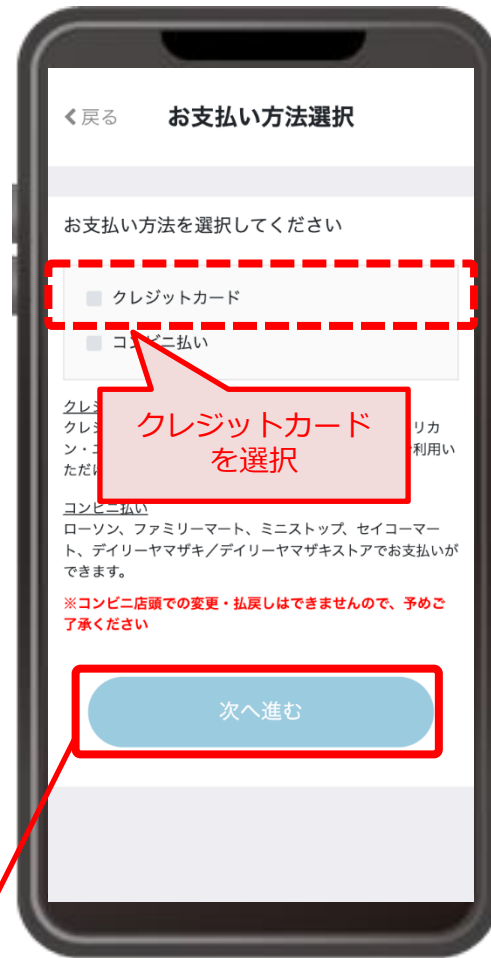 戻る お支払い方法選択
お支払い方法を選択してください
クレジットカード
コンビニ払い
クレジットカード
を選択
クレジ
クレジ リカ
ン・ 利用い
ただ
コンビニ払い
ローソン、ファミリーマート、ミニストップ、セイコーマー
ト、デイリーヤマザキ／デイリーヤマザキストアでお支払いが
できます。
※コンビニ店頭での変更・払戻しはできませんので、予めご
了承ください
次へ進む